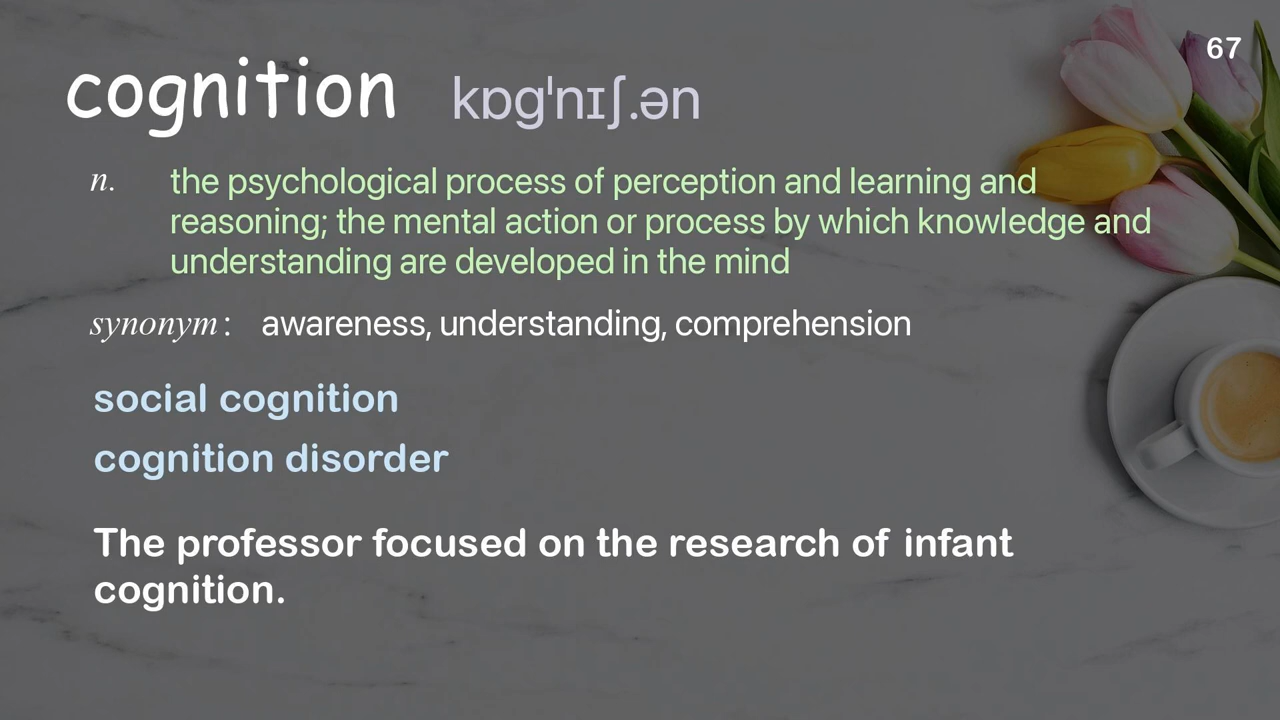 67
cognition kɒgˈnɪʃ.ən
n. the psychological process of perception and learning and
reasoning; the mental action or process by which knowledge and
understanding are developed in the mind
synonym: awareness, understanding, comprehension
social cognition
cognition disorder
The professor focused on the research of infant
cognition.